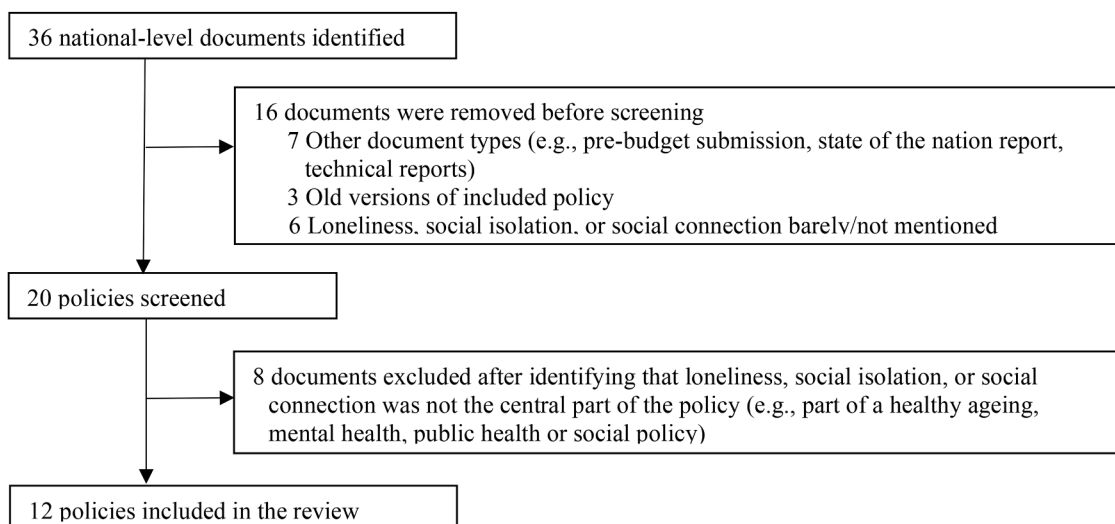 36 national-level documents identified
16 documents were removed before screening
7 Other document types (e.g., pre-budget submission, state of the nation report,
technical reports)
3 Old versions of included policy
6 Loneliness, social isolation, or social connection barely/not mentioned
20 policies screened
8 documents excluded after identifying that loneliness, social isolation, or social
connection was not the central part of the policy (e.g., part of a healthy ageing,
mental health, public health or social policy)
12 policies included in the review